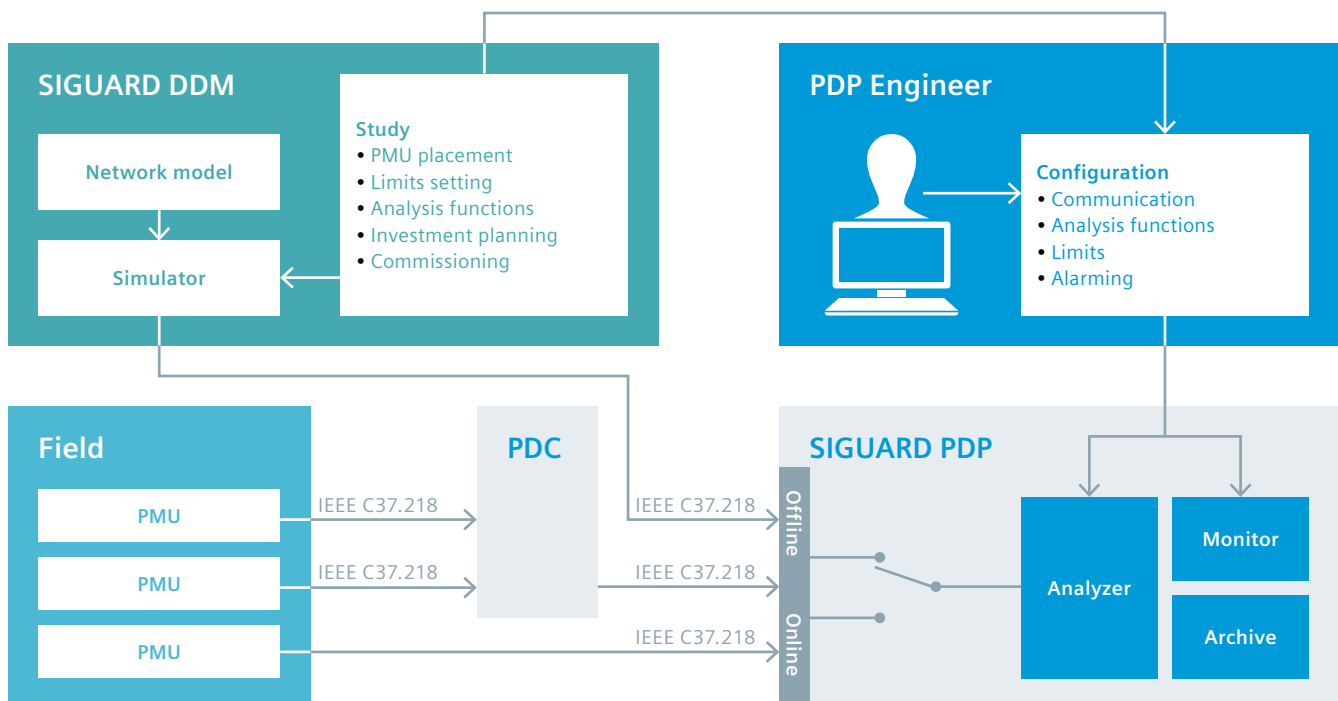 SIGUARD DDM
Network model
Simulator
Study
• PMU placement
• Limits setting
• Analysis functions
• Investment planning
• Commissioning
PDP Engineer
Configuration
• Communication
• Analysis functions
• Limits
• Alarming
Field
PMU
PMU
PMU
IEEE C37.218
IEEE C37.218
PDC
IEEE C37.218
IEEE C37.218
IEEE C37.218
SIGUARD PDP
Offline
Online
Analyzer
Monitor
Archive